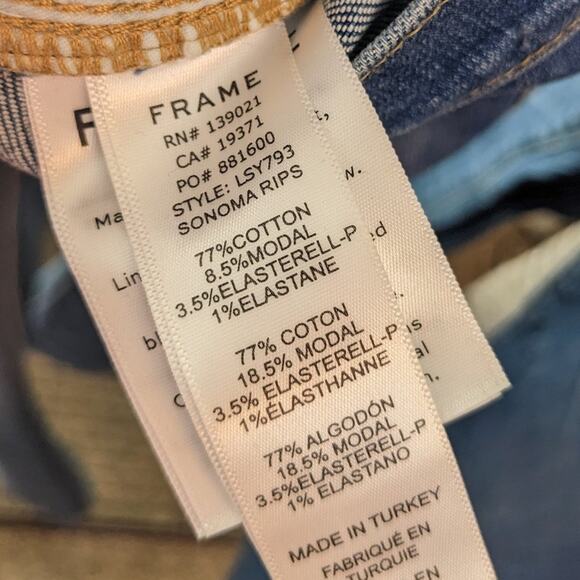 FRAME
RN# 139021
CA# 19371
PO# 881600
STYLE: LSY793
SONOMA RIPS
77%COTTON
8.5%MODAL
3.5%ELASTERELL-P
1%ELASTANE
77% COTON
18.5% MODAL
3.5% ELASTERELL-P
1%ELASTHANNE
77% ALGODÓN
18.5% MODAL
3.5%ELASTERELL-P
1% ELASTANO
MADE IN TURKEY
FABRIQUÉ EN
TURQUIE
EN